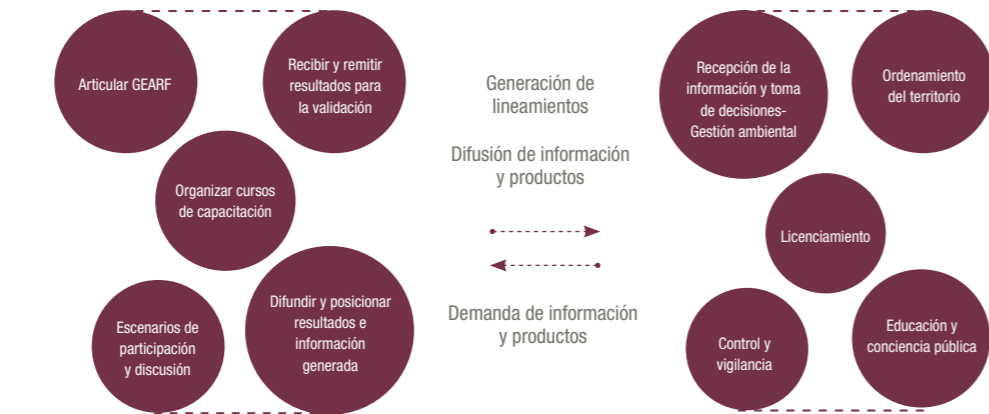 Articular GEARF
Recibir y remitir
resultados para
la validación
Organizar cursos
de capacitación
Escenarios de
participación
y discusión
Difundir y posicionar
resultados e
información
generada
Generación de
lineamientos
Difusión de información
y productos
Demanda de información
y productos
Recepción de la
información y toma
de decisiones-
Gestión ambiental
Ordenamiento
del territorio
Licenciamiento
Control y
vigilancia
Educación y
conciencia pública